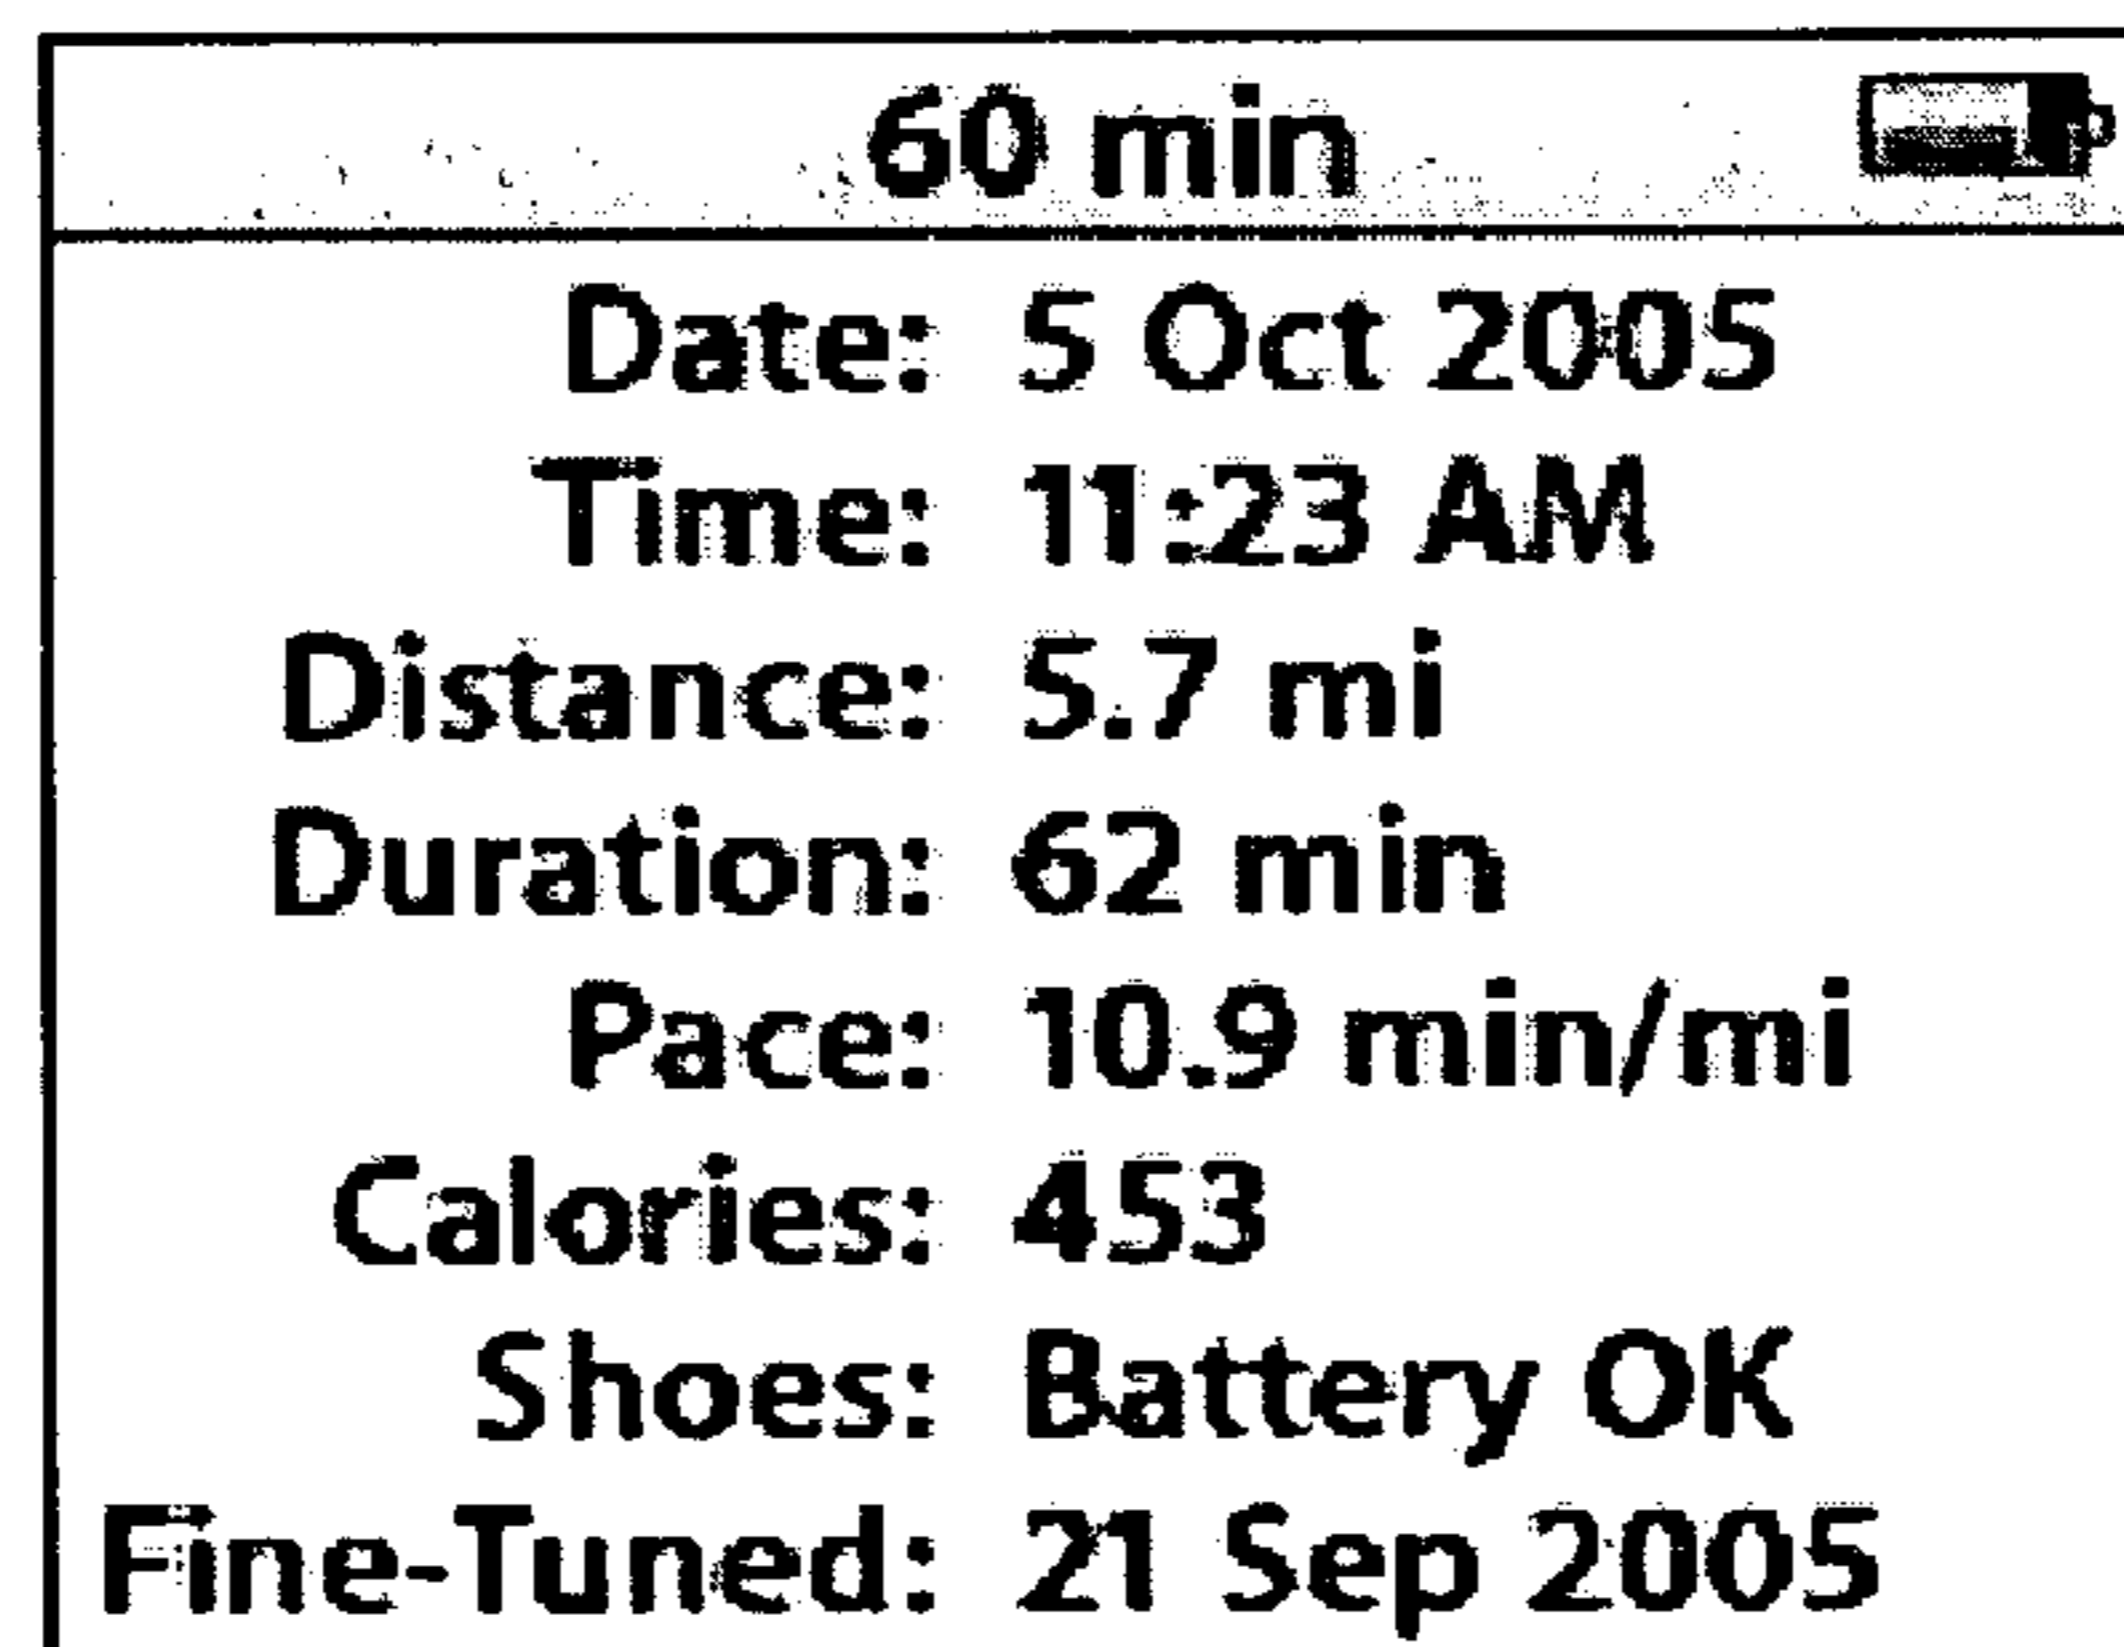 60 min
Date: 5 Oct 2005
Time: 11:23 AM
Distance: 5.7 mi
Duration: 62 min
Pace: 10.9 min/mi
Calories: 453
Shoes: Battery OK
Fine-Tuned: 21 Sep 2005